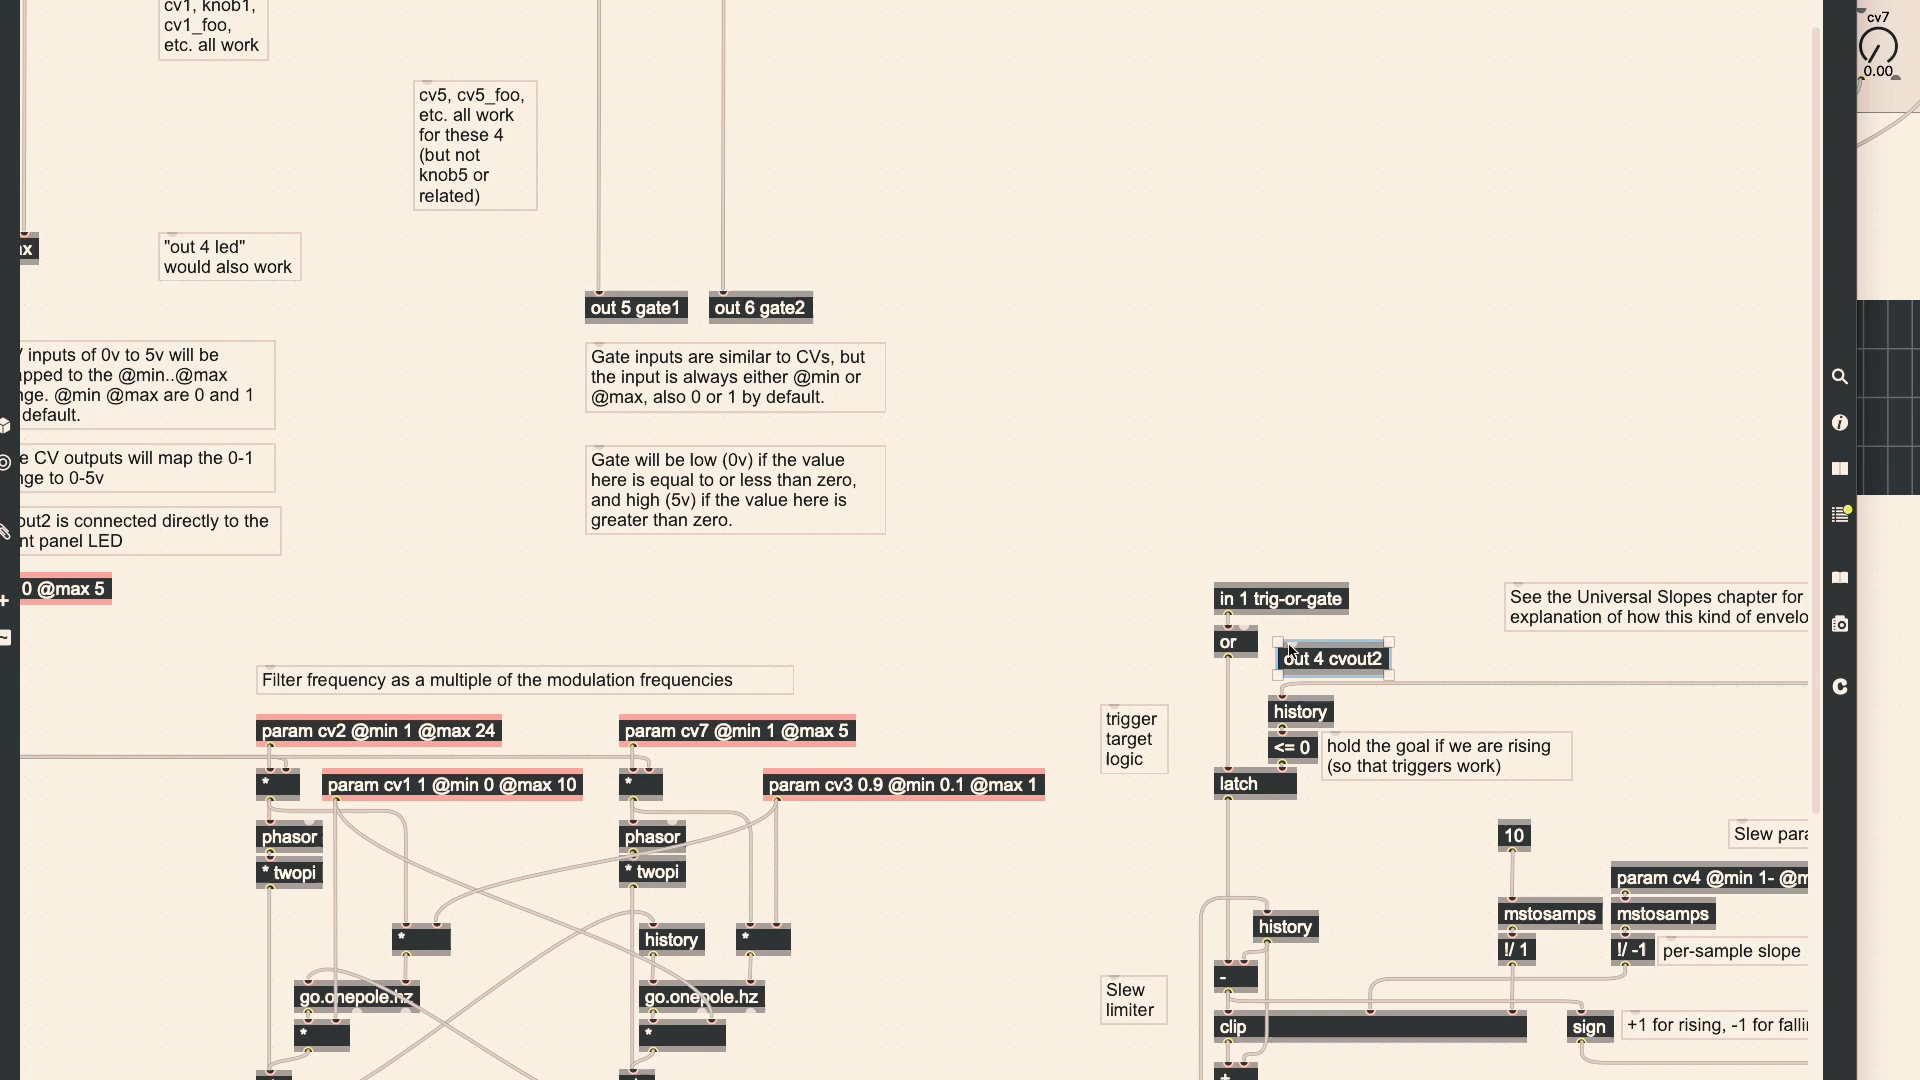 cv1, knob1,
cv1_foo,
etc. all work
cv7
0.00
cv5, cv5_foo,
etc. all work
for these 4
(but not
knob5 or
related)
"out 4 led"
would also work
out 5 gate1
out 6 gate2
inputs of 0v to 5v will be
to the @min..@max
@min @max are 0 and 1
default.
Gate inputs are similar to CVs, but
the input is always either @min or
@max, also 0 or 1 by default.
CV outputs will map the 0-1
to 0-5v
Gate will be low (0v) if the value
here is equal to or less than zero,
and high (5v) if the value here is
greater than zero.
out2 is connected directly to the
panel LED
0 @max 5
in 1 trig-or-gate
or
out 4 cvout2
See the Universal Slopes chapter for
explanation of how this kind of envelo
Filter frequency as a multiple of the modulation frequencies
param cv2 @min 1 @max 24
param cv7 @min 1 @max 5
trigger
target
logic
history
<= 0
hold the goal if we are rising
(so that triggers work)
latch
*
param cv1 1 @min 0 @max 10
*
param cv3 0.9 @min 0.1 @max 1
phasor
* twopi
phasor
* twopi
10
Slew para
param cv4 @min 1- @m
mstosamps
mstosamps
!/ 1
!/ -1
per-sample slope
*
history
*
history
-
go.onepole.hz
*
go.onepole.hz
*
Slew
limiter
clip
sign
+1 for rising, -1 for fallin
+